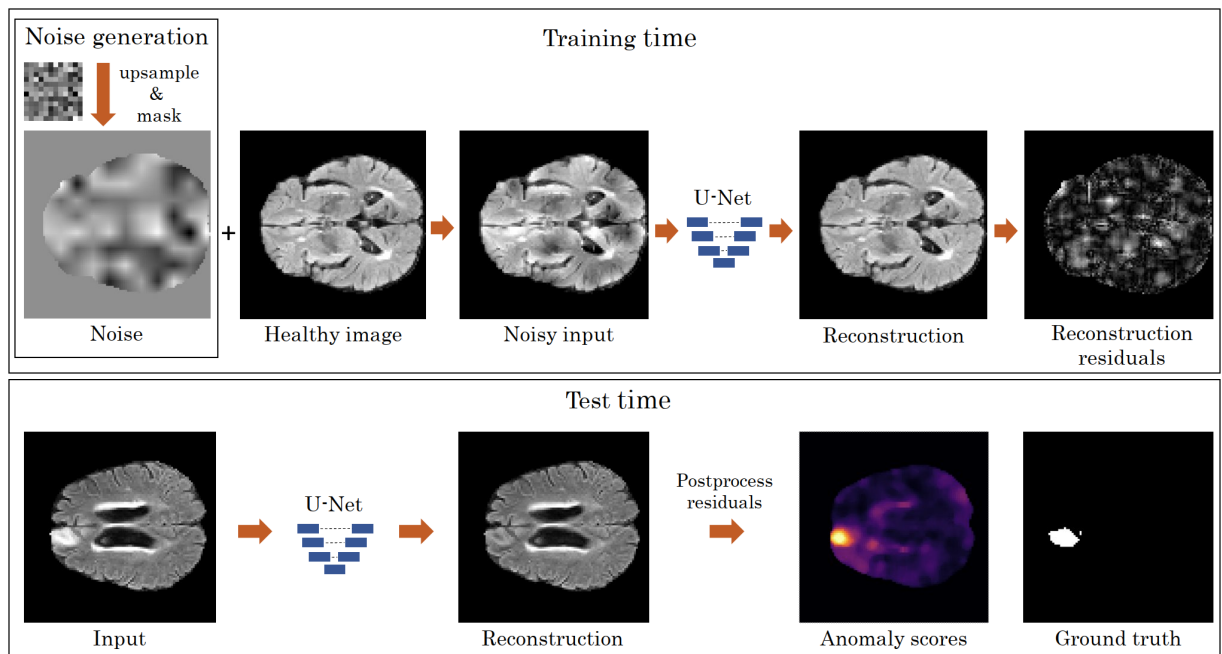 Noise generation
Training time
upsample
&
mask
+
U-Net
Noise
Healthy image
Noisy input
Reconstruction
Reconstruction
residuals
Test time
U-Net
Postprocess
residuals
Input
Reconstruction
Anomaly scores
Ground truth